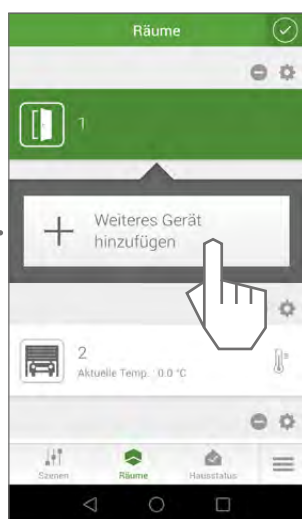 Räume
1
Weiteres Gerät
hinzufügen
2
Aktuelle Temp. 0.0 °C
Szenen
Räume
Hausstatus